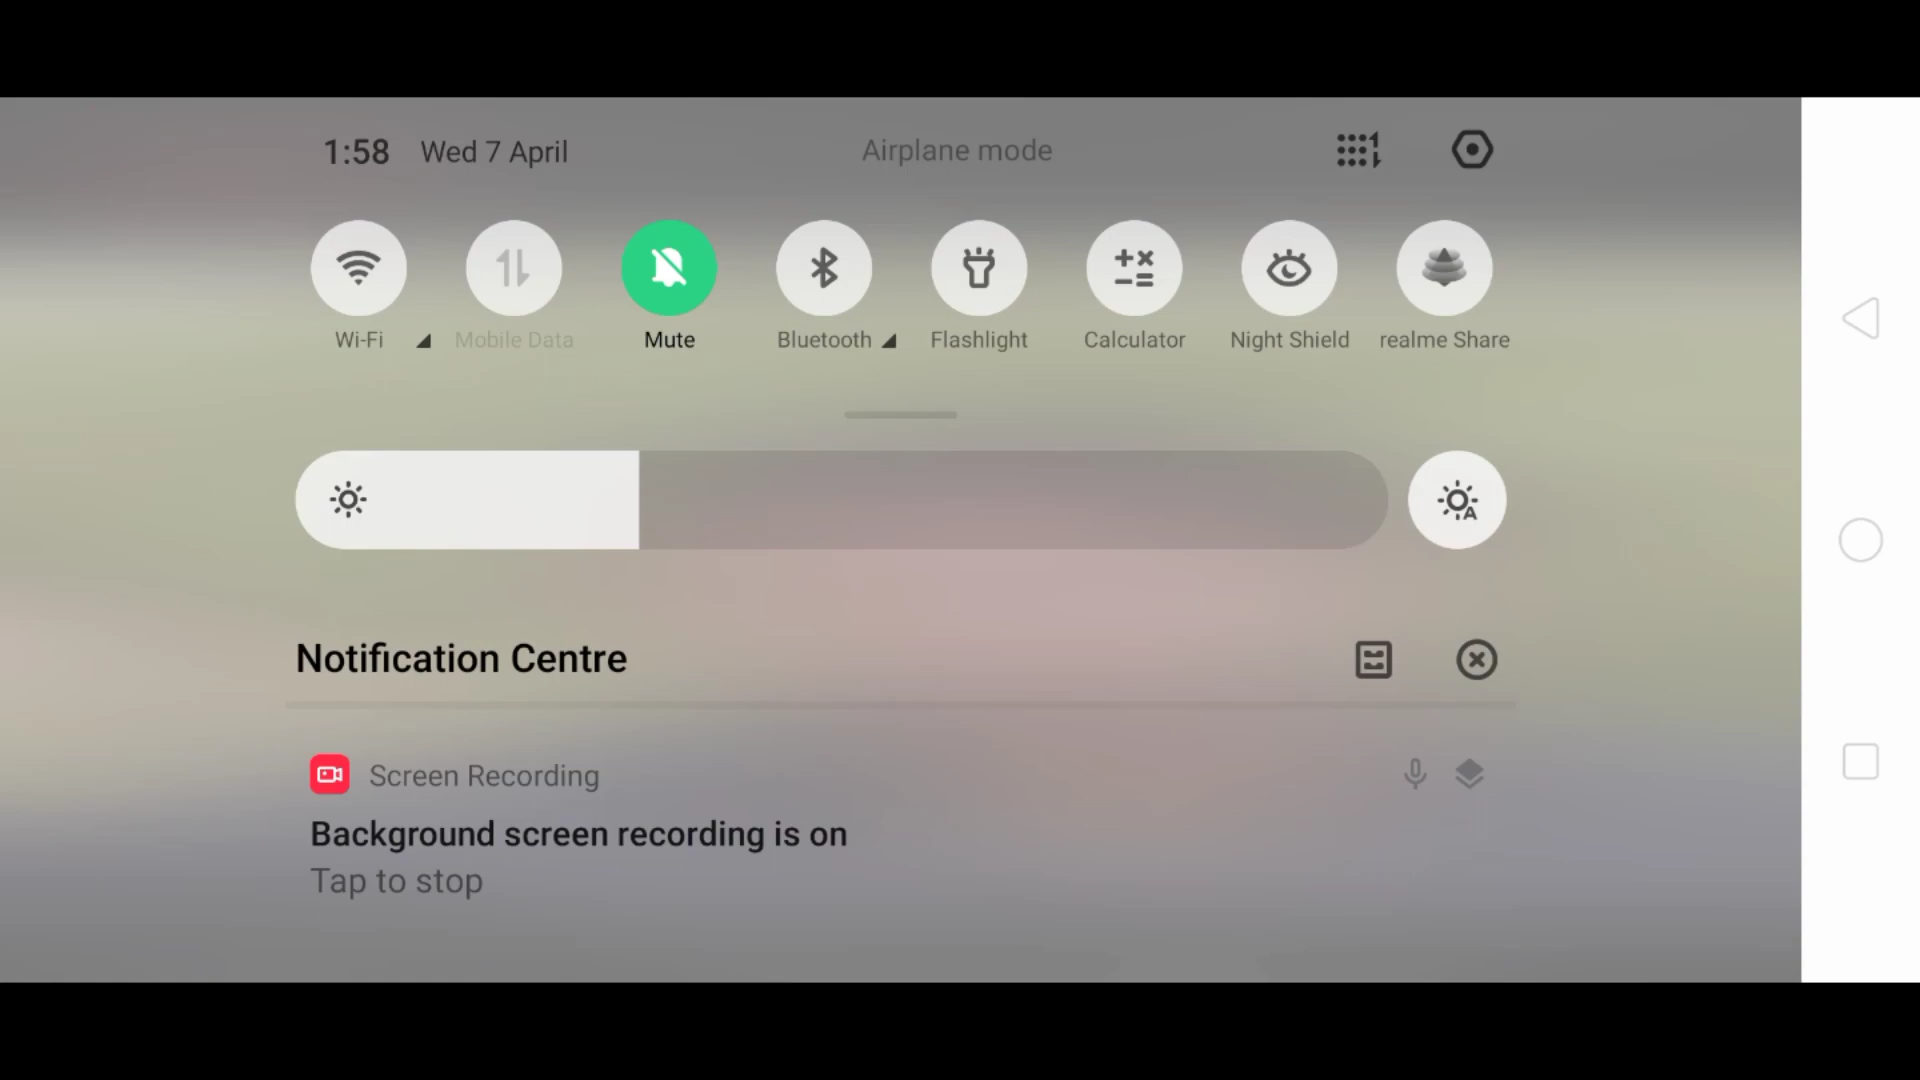 1:58 Wed 7 April Airplane mode
Wi-Fi Mobile Data Mute Bluetooth Flashlight Calculator Night Shield realme Share
Notification Centre
Screen Recording
Background screen recording is on
Tap to stop